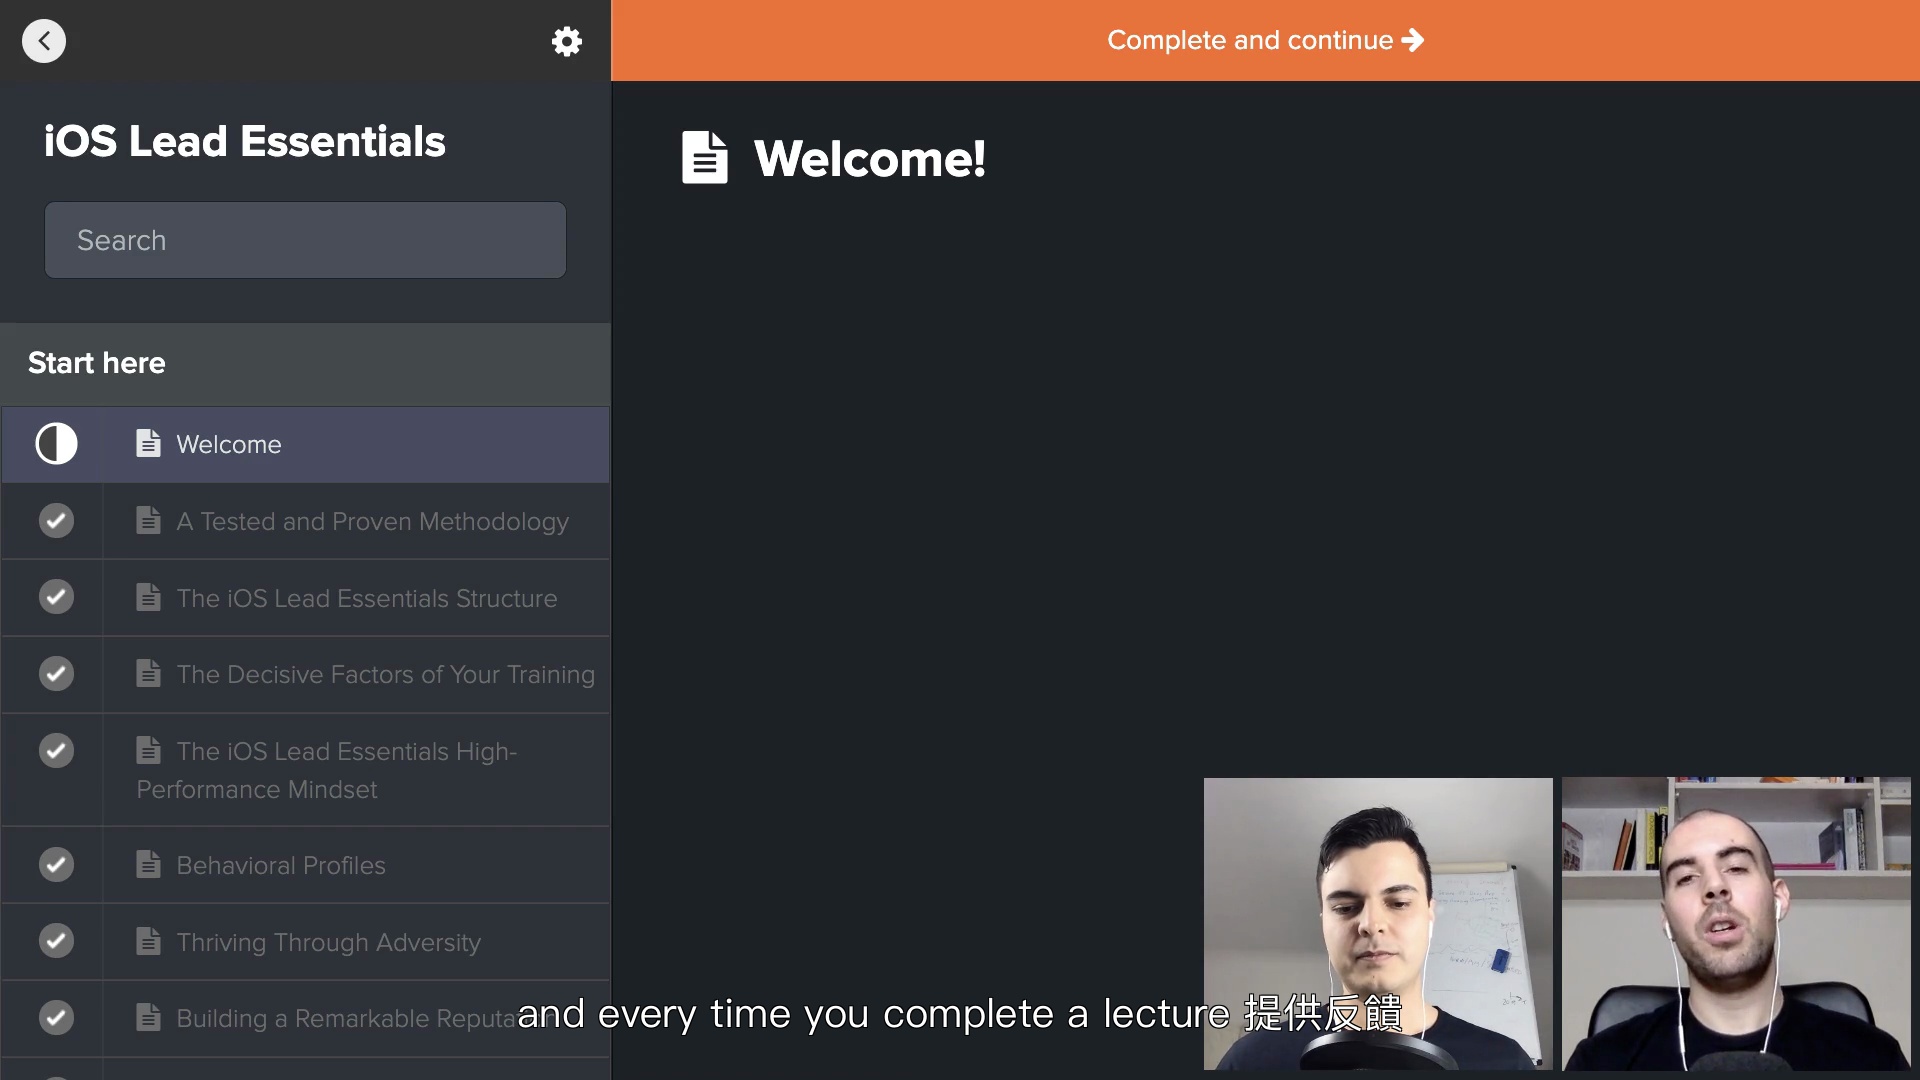 Complete and continue
iOS Lead Essentials
Search
Start here
Welcome
A Tested and Proven Methodology
The iOS Lead Essentials Structure
The Decisive Factors of Your Training
The iOS Lead Essentials High-
Performance Mindset
Behavioral Profiles
Thriving Through Adversity
Building a Remarkable
Welcome!
and every time you complete a lecture 提供反饋